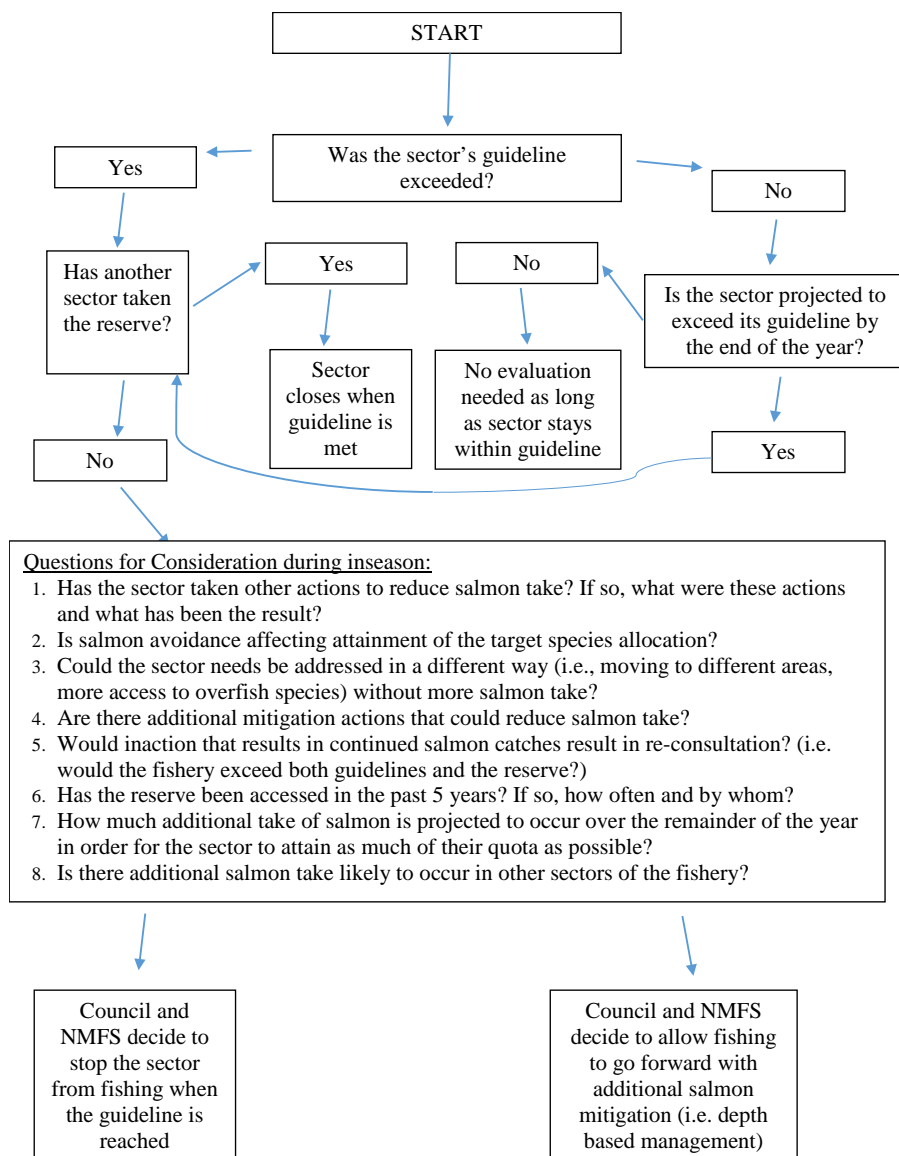 START
Was the sector's guideline
exceeded?
Yes
No
Has another
sector taken
the reserve?
Yes
No
Is the sector projected to
exceed its guideline by
the end of the year?
Sector
closes when
guideline is
met
No evaluation
needed as long
as sector stays
within guideline
No
Yes
Questions for Consideration during inseason:
1. Has the sector taken other actions to reduce salmon take? If so, what were these actions
and what has been the result?
2. Is salmon avoidance affecting attainment of the target species allocation?
3. Could the sector needs be addressed in a different way (i.e., moving to different areas,
more access to overfish species) without more salmon take?
4. Are there additional mitigation actions that could reduce salmon take?
5. Would inaction that results in continued salmon catches result in re-consultation? (i.e.
would the fishery exceed both guidelines and the reserve?)
6. Has the reserve been accessed in the past 5 years? If so, how often and by whom?
7. How much additional take of salmon is projected to occur over the remainder of the year
in order for the sector to attain as much of their quota as possible?
8. Is there additional salmon take likely to occur in other sectors of the fishery?
Council and
NMFS decide to
stop the sector
from fishing when
the guideline is
reached
Council and NMFS
decide to allow fishing
to go forward with
additional salmon
mitigation (i.e. depth
based management)